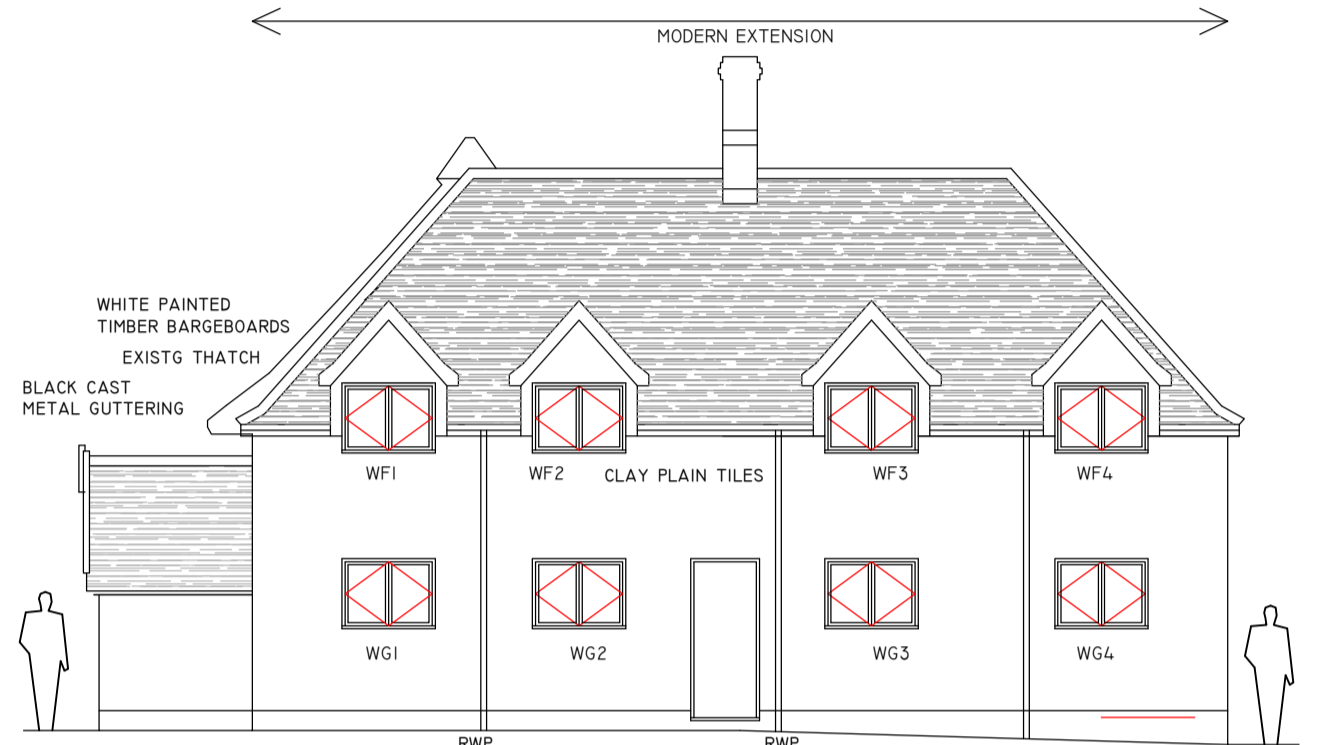 MODERN EXTENSION
WHITE PAINTED
TIMBER BARGEBOARDS
EXISTG THATCH
BLACK CAST
METAL GUTTERING
WF1
WF2
CLAY PLAIN TILES
WF3
WF4
WG1
WG2
WG3
WG4
RWP
RWP